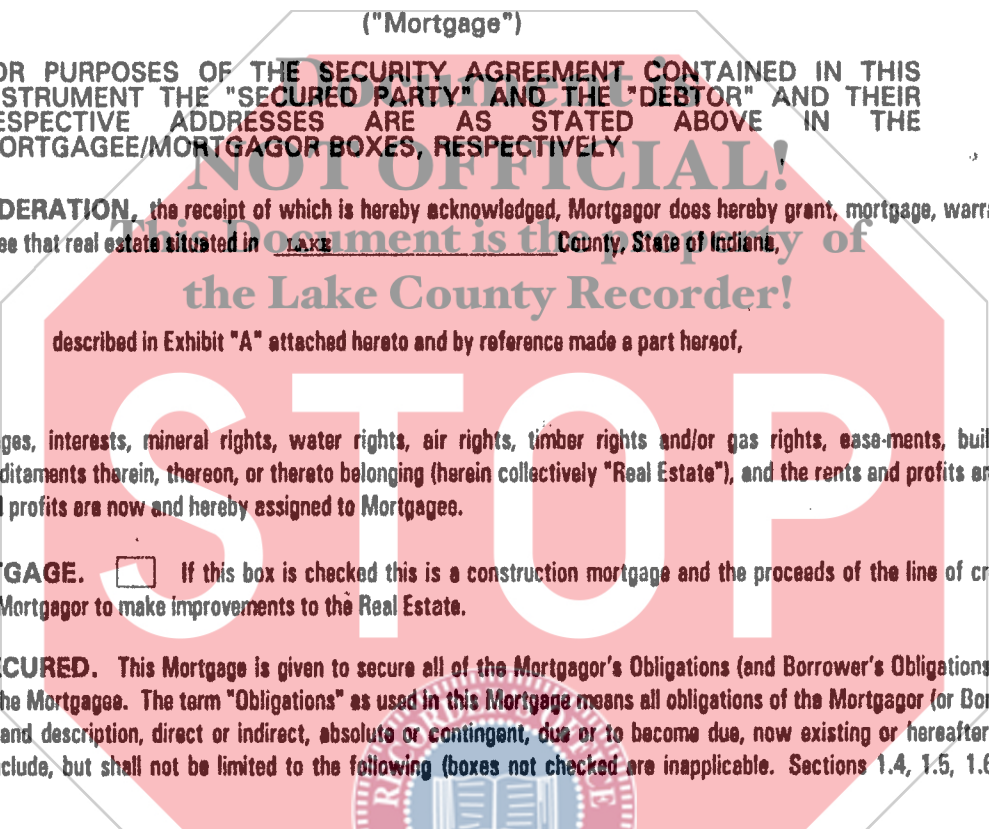 ("Mortgage")
Document is
OR PURPOSES OF THE SECURITY AGREEMENT CONTAINED IN THIS
STRUMENT THE "SECURED PARTY" AND THE "DEBTOR" AND THEIR
ESPECTIVE ADDRESSES ARE AS STATED ABOVE IN THE
ORTGAGEE/MORTGAGOR BOXES, RESPECTIVELY
NOT OFFICIAL!
DERATION, the receipt of which is hereby acknowledged, Mortgagor does hereby grant, mortgage, warra
This Document is the property of
ee that real estate situated in LAKE County, State of Indiana,
the Lake County Recorder!
described in Exhibit "A" attached hereto and by reference made a part hereof,
STOP
ges, interests, mineral rights, water rights, air rights, timber rights and/or gas rights, ease-ments, buil
ditaments therein, thereon, or thereto belonging (herein collectively "Real Estate"), and the rents and profits
profits are now and hereby assigned to Mortgagee.
TGAGE. If this box is checked this is a construction mortgage and the proceeds of the line of cr
Mortgagor to make improvements to the Real Estate.
ECURED. This Mortgage is given to secure all of the Mortgagor's Obligations (and Borrower's Obligations
he Mortgagee. The term "Obligations" as used in this Mortgage means all obligations of the Mortgagor (or Bor
and description, direct or indirect, absolute or contingent, due or to become due, now existing or hereafter
clude, but shall not be limited to the following (boxes not checked are inapplicable. Sections 1.4, 1.5, 1.6
RECORDER'S OFFICE